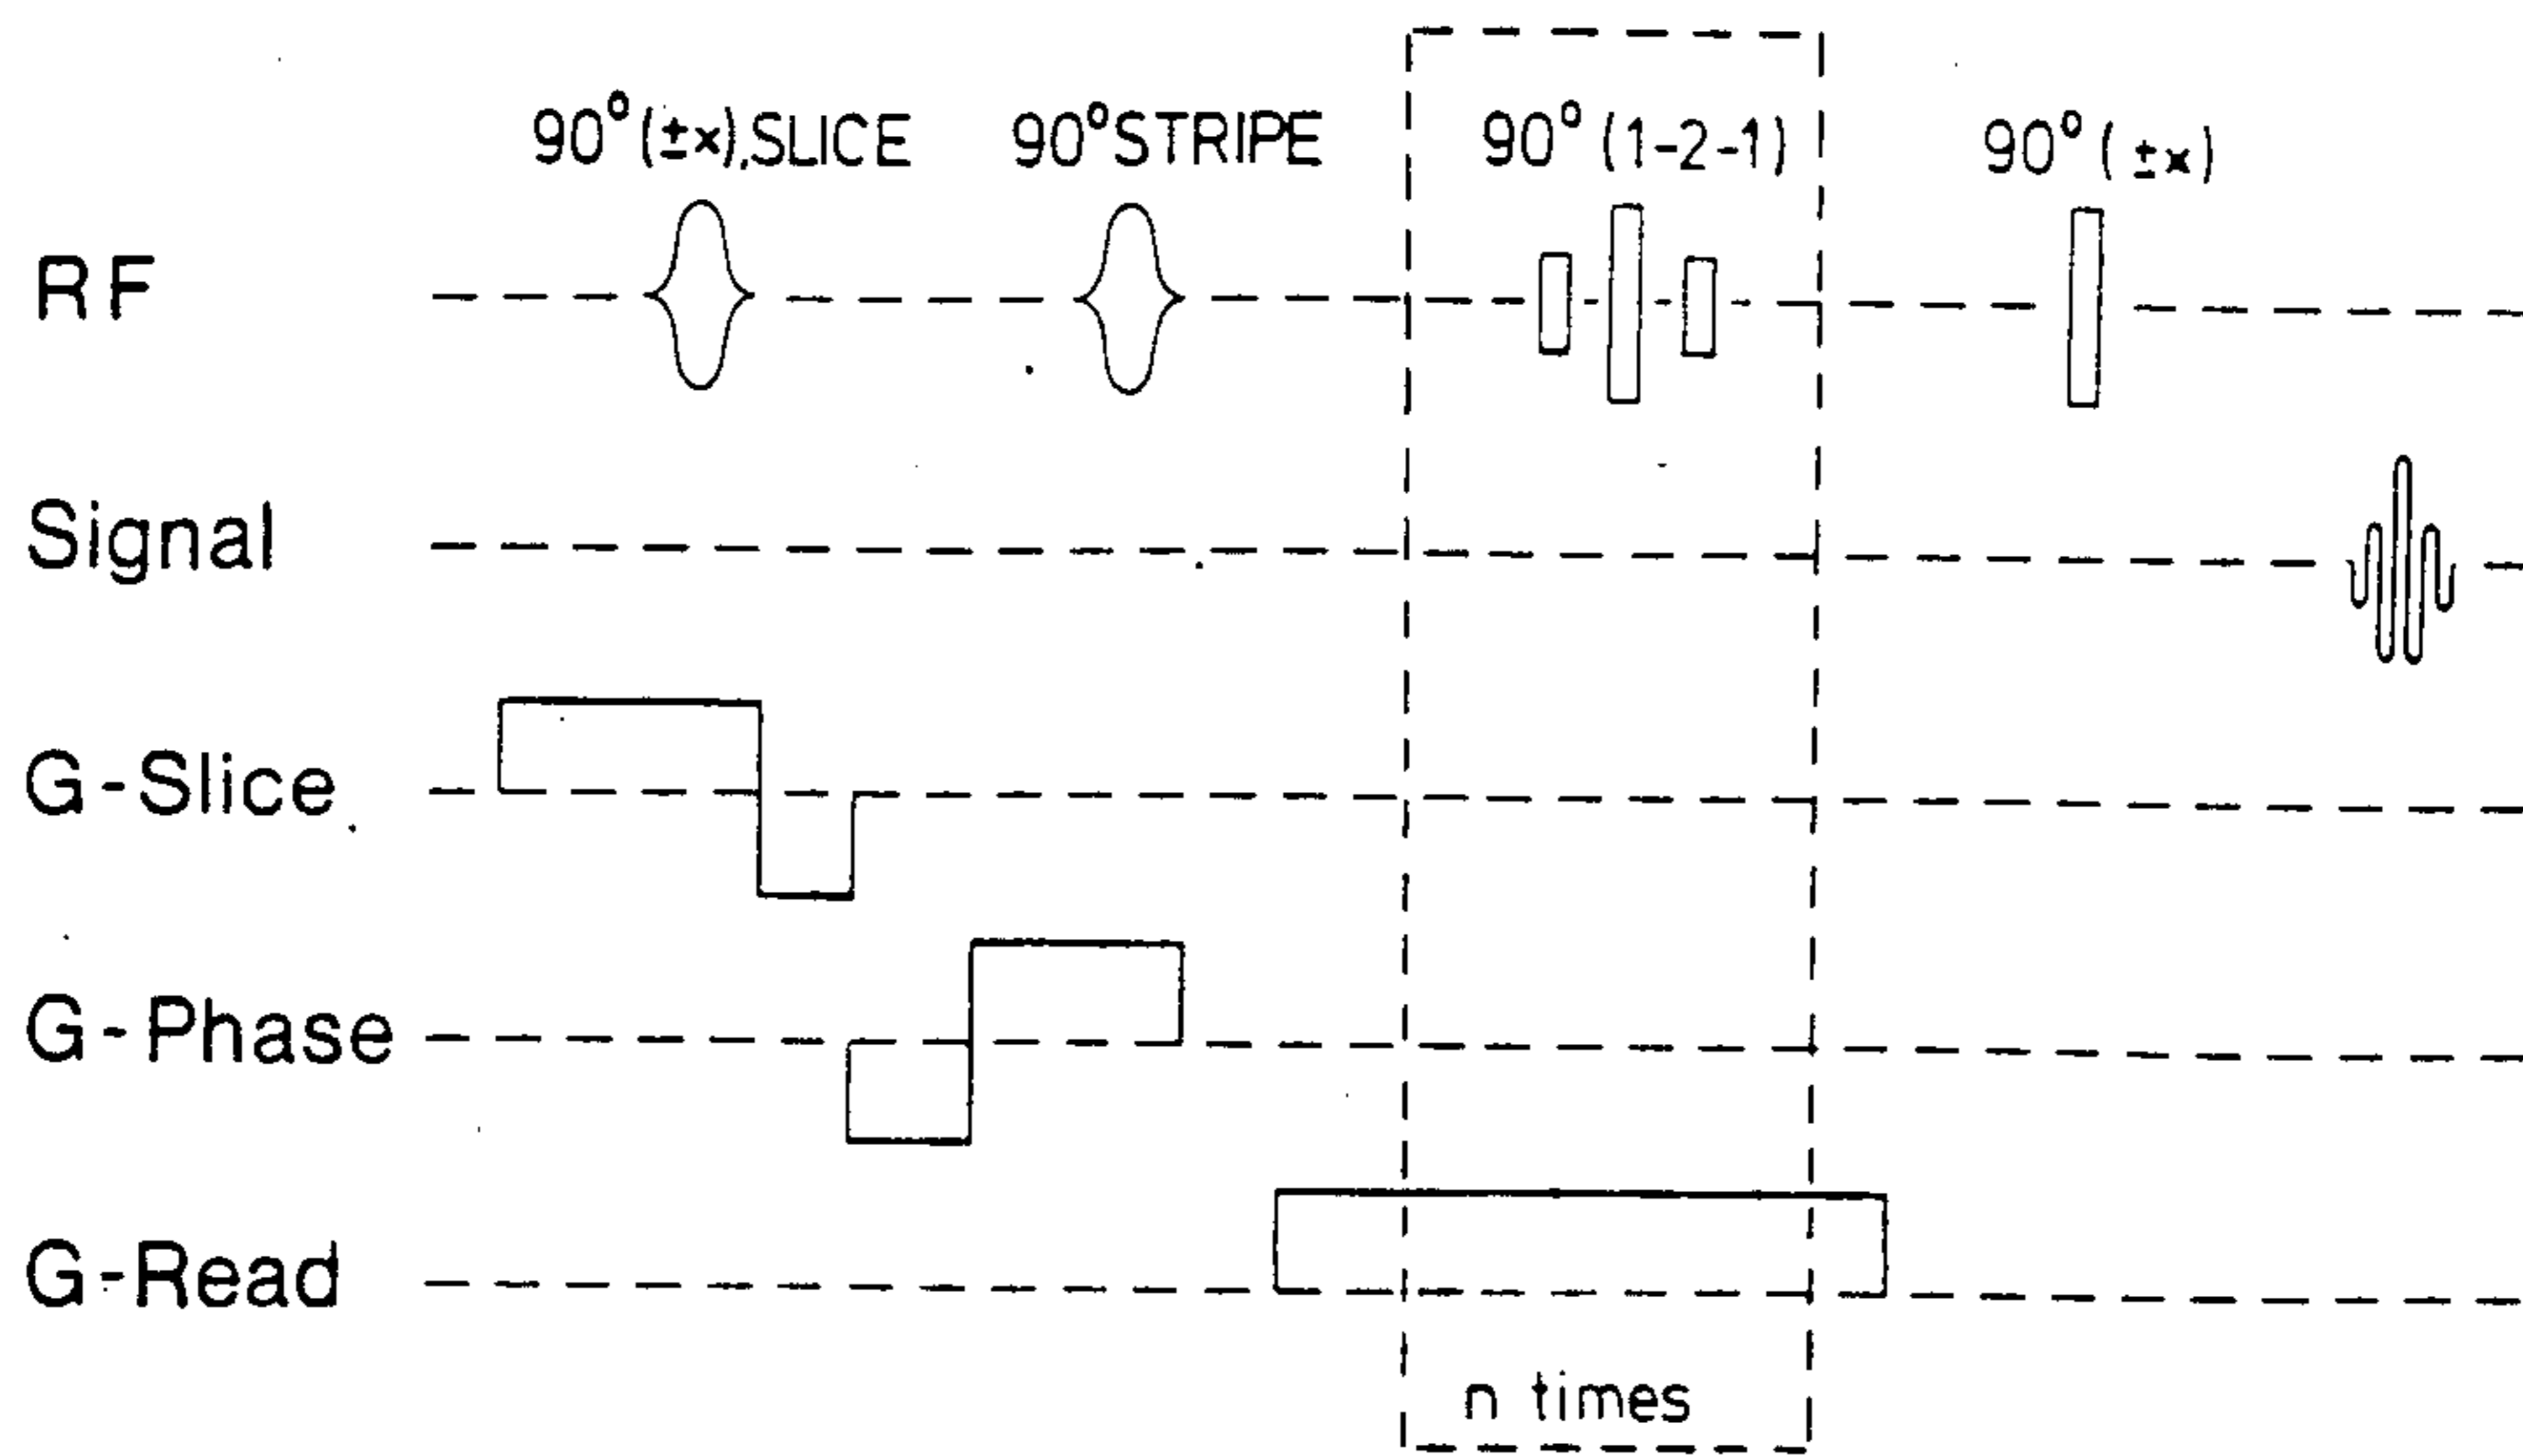 90°(±x),SLICE
90°STRIPE
90°(1-2-1)
90°(±x)
RF
Signal
G-Slice
G-Phase
G-Read
n times